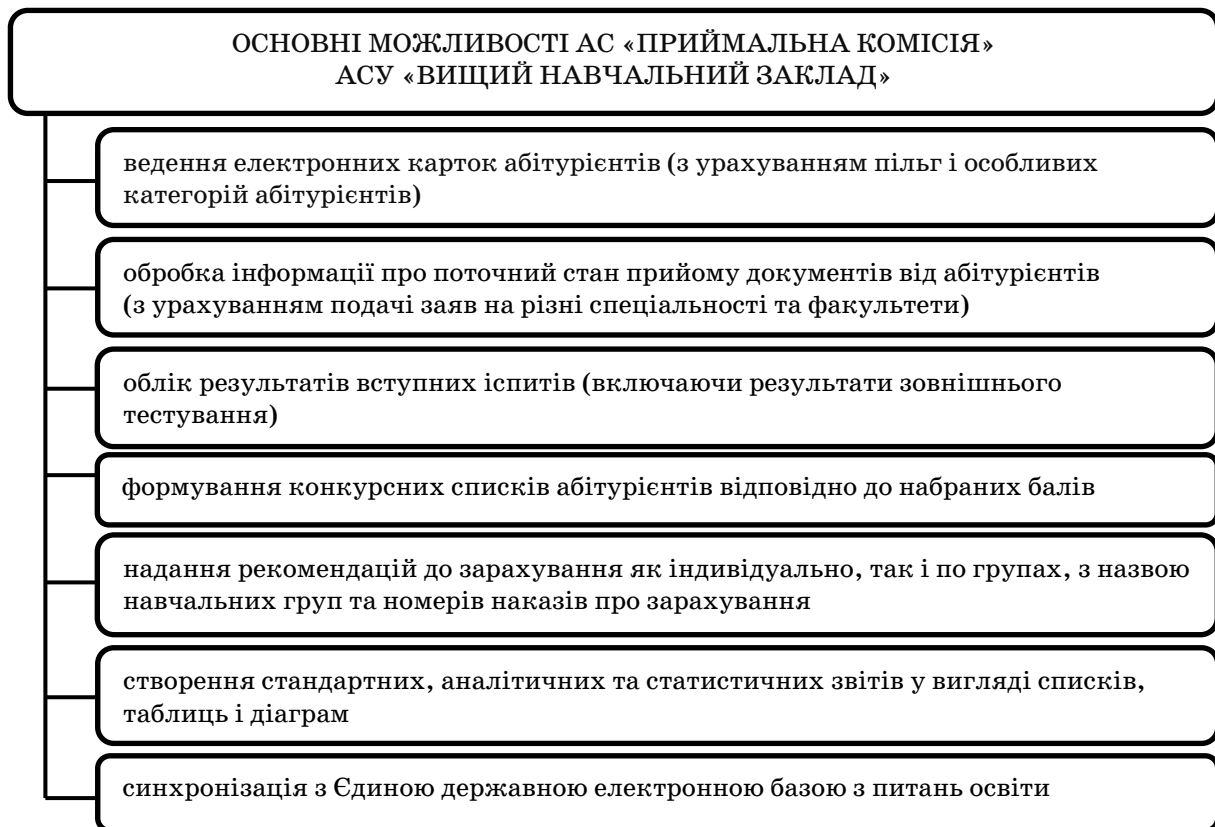 ОСНОВНІ МОЖЛИВОСТІ АС «ПРИЙМАЛЬНА КОМІСІЯ»
АСУ «ВИЩИЙ НАВЧАЛЬНИЙ ЗАКЛАД»
ведення електронних карток абітурієнтів (з урахуванням пільг і особливих
категорій абітурієнтів)
обробка інформації про поточний стан прийому документів від абітурієнтів
(з урахуванням подачі заяв на різні спеціальності та факультети)
облік результатів вступних іспитів (включаючи результати зовнішнього
тестування)
формування конкурсних списків абітурієнтів відповідно до набраних балів
надання рекомендацій до зарахування як індивідуально, так і по групах, з назвою
навчальних груп та номерів наказів про зарахування
створення стандартних, аналітичних та статистичних звітів у вигляді списків,
таблиць і діаграм
синхронізація з Єдиною державною електронною базою з питань освіти